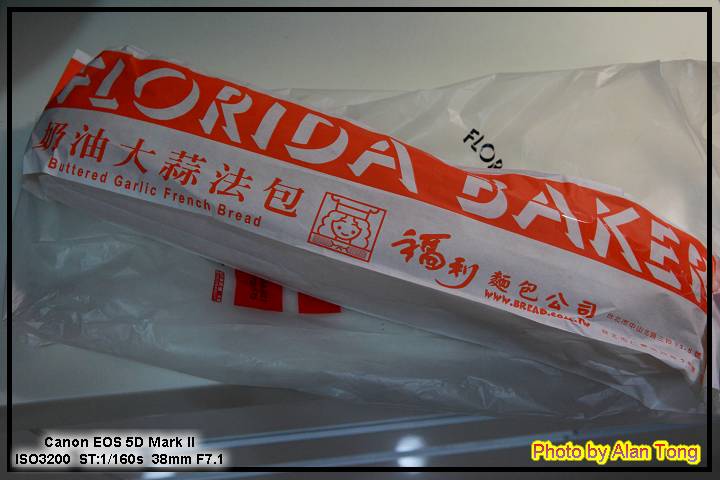 FLORIDA BAKER
奶油大蒜法包
Buttered Garlic French Bread
FLOR
福利麵包公司
WWW.BREAD.COM.TW
Canon EOS 5D Mark II
ISO3200 ST:1/160s 38mm F7.1
Photo by Alan Tong